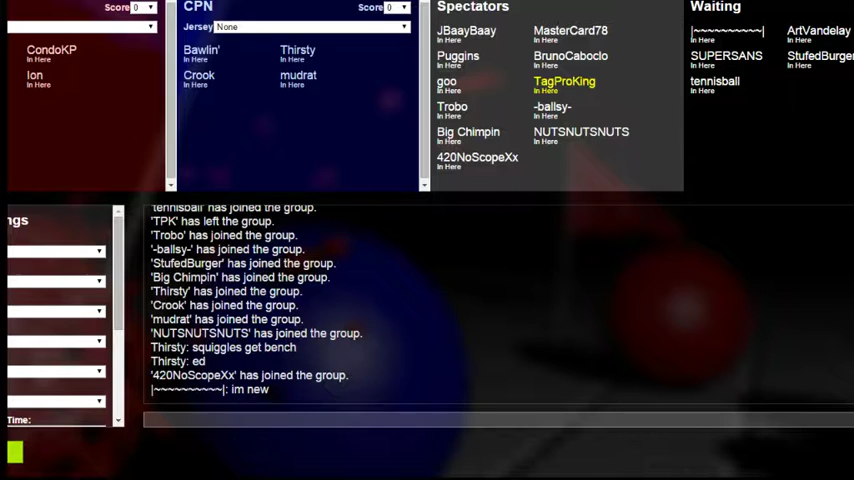 Score 0 CPN Score 0 Spectators Waiting
Jersey None
CondoKP Bawlin' Thirsty JBaayBaay MasterCard78 |~~~~~~~~~~| ArtVandelay
In Here In Here In Here In Here In Here In Here In Here
Ion Crook mudrat Puggins BrunoCaboclo SUPERSANS StufedBurger
In Here In Here In Here In Here In Here In Here In Here
goo TagProKing tennisball
In Here In Here In Here
Trobo -ballsy-
In Here In Here
Big Chimpin NUTSNUTSNUTS
In Here In Here
420NoScopeXx
In Here
ngs
Time:
'tennisball' has joined the group.
'TPK' has left the group.
'Trobo' has joined the group.
'-ballsy-' has joined the group.
'StufedBurger' has joined the group.
'Big Chimpin' has joined the group.
'Thirsty' has joined the group.
'Crook' has joined the group.
'mudrat' has joined the group.
'NUTSNUTSNUTS' has joined the group.
Thirsty: squiggles get bench
Thirsty: ed
'420NoScopeXx' has joined the group.
|~~~~~~~~~~|: im new